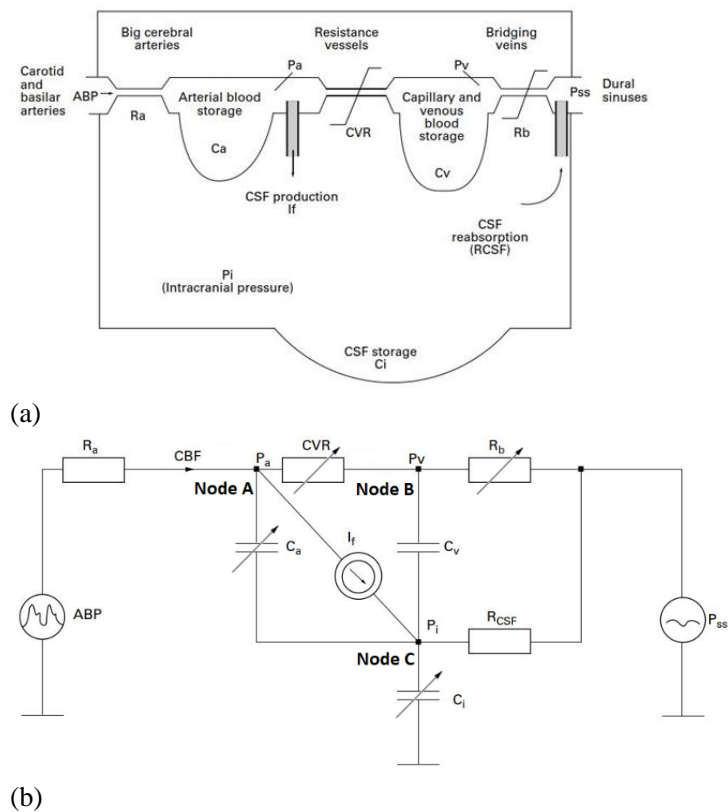 Big cerebral
arteries
Resistance
vessels
Bridging
veins
Carotid
and
basilar
arteries
ABP
Ra
Arterial blood
storage
Ca
Pa
CSF production
If
CVR
Pv
Capillary and
venous
blood
storage
Cv
Rb
Pss
Dural
sinuses
CSF
reabsorption
(RCSF)
Pi
(Intracranial pressure)
CSF storage
Ci
(a)
Ra
CBF
Pa
CVR
Pv
Rb
Node A
Node B
Ca
If
Cv
ABP
Pi
RCSF
Pss
Node C
Ci
(b)